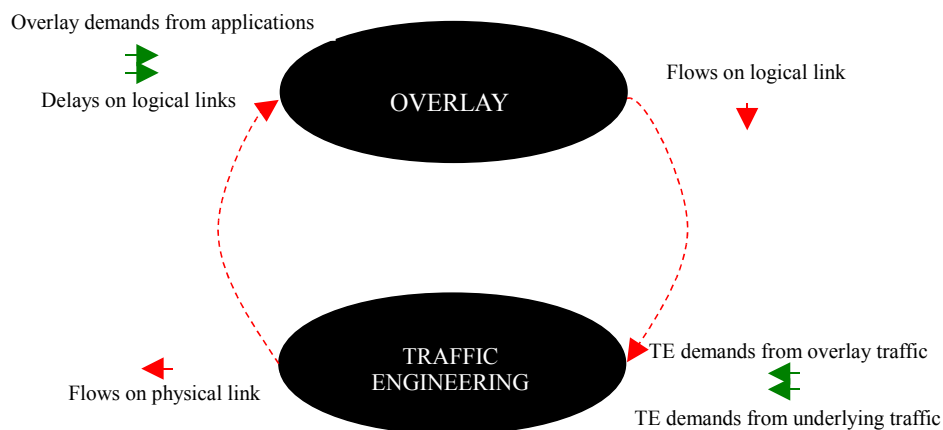 Overlay demands from applications
Delays on logical links
OVERLAY
Flows on logical link
TRAFFIC
ENGINEERING
TE demands from overlay traffic
Flows on physical link
TE demands from underlying traffic